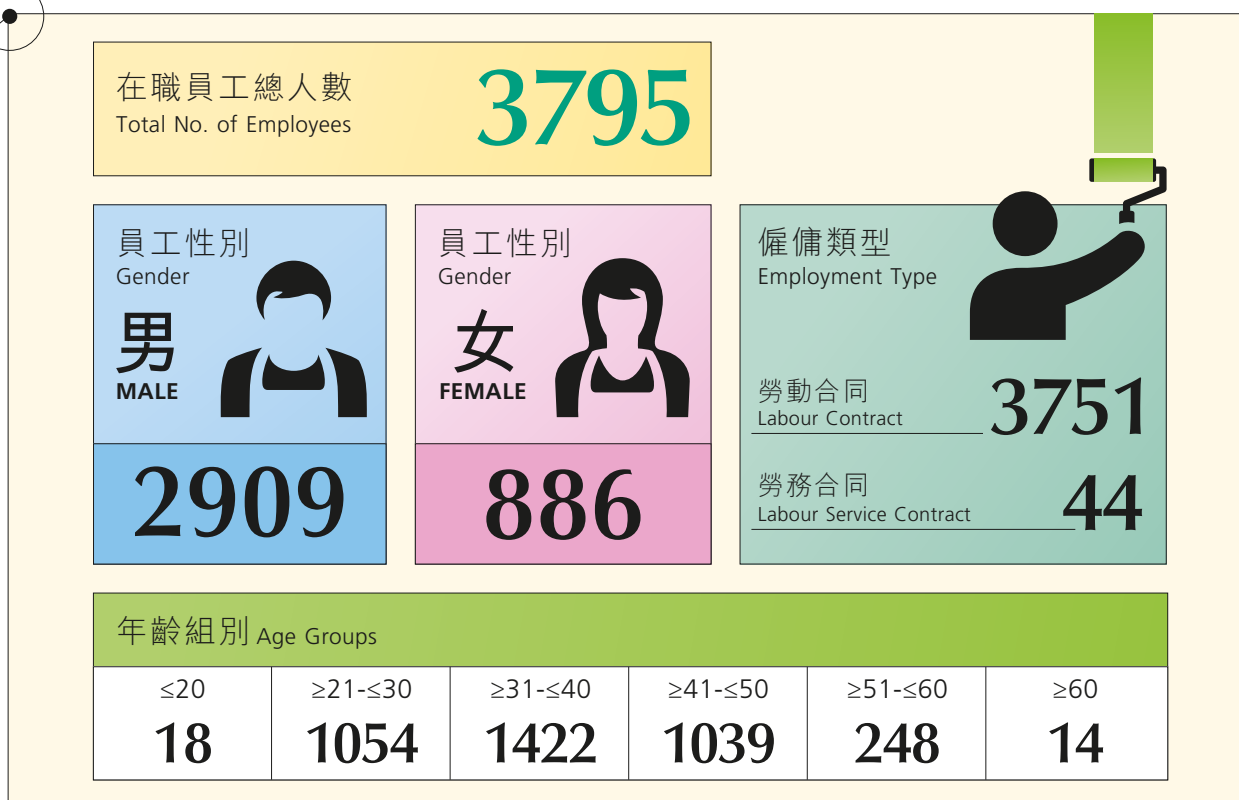 在職員工總人數
Total No. of Employees
3795
員工性別
Gender
男
MALE
2909
員工性別
Gender
女
FEMALE
886
僱傭類型
Employment Type
勞動合同
Labour Contract
3751
勞務合同
Labour Service Contract
44
年齡組別 Age Groups
≤20 ≥21-≤30 ≥31-≤40 ≥41-≤50 ≥51-≤60 ≥60
18 1054 1422 1039 248 14